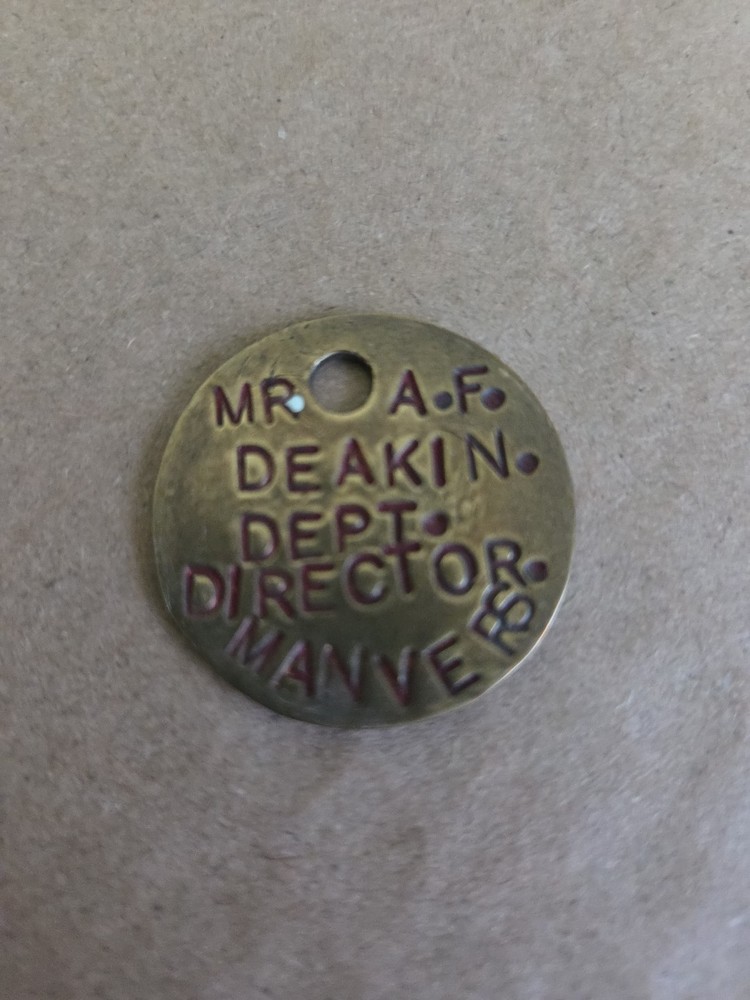 MR. A.F.
DEAKIN.
DEPT.
DIRECTOR.
MANVERS